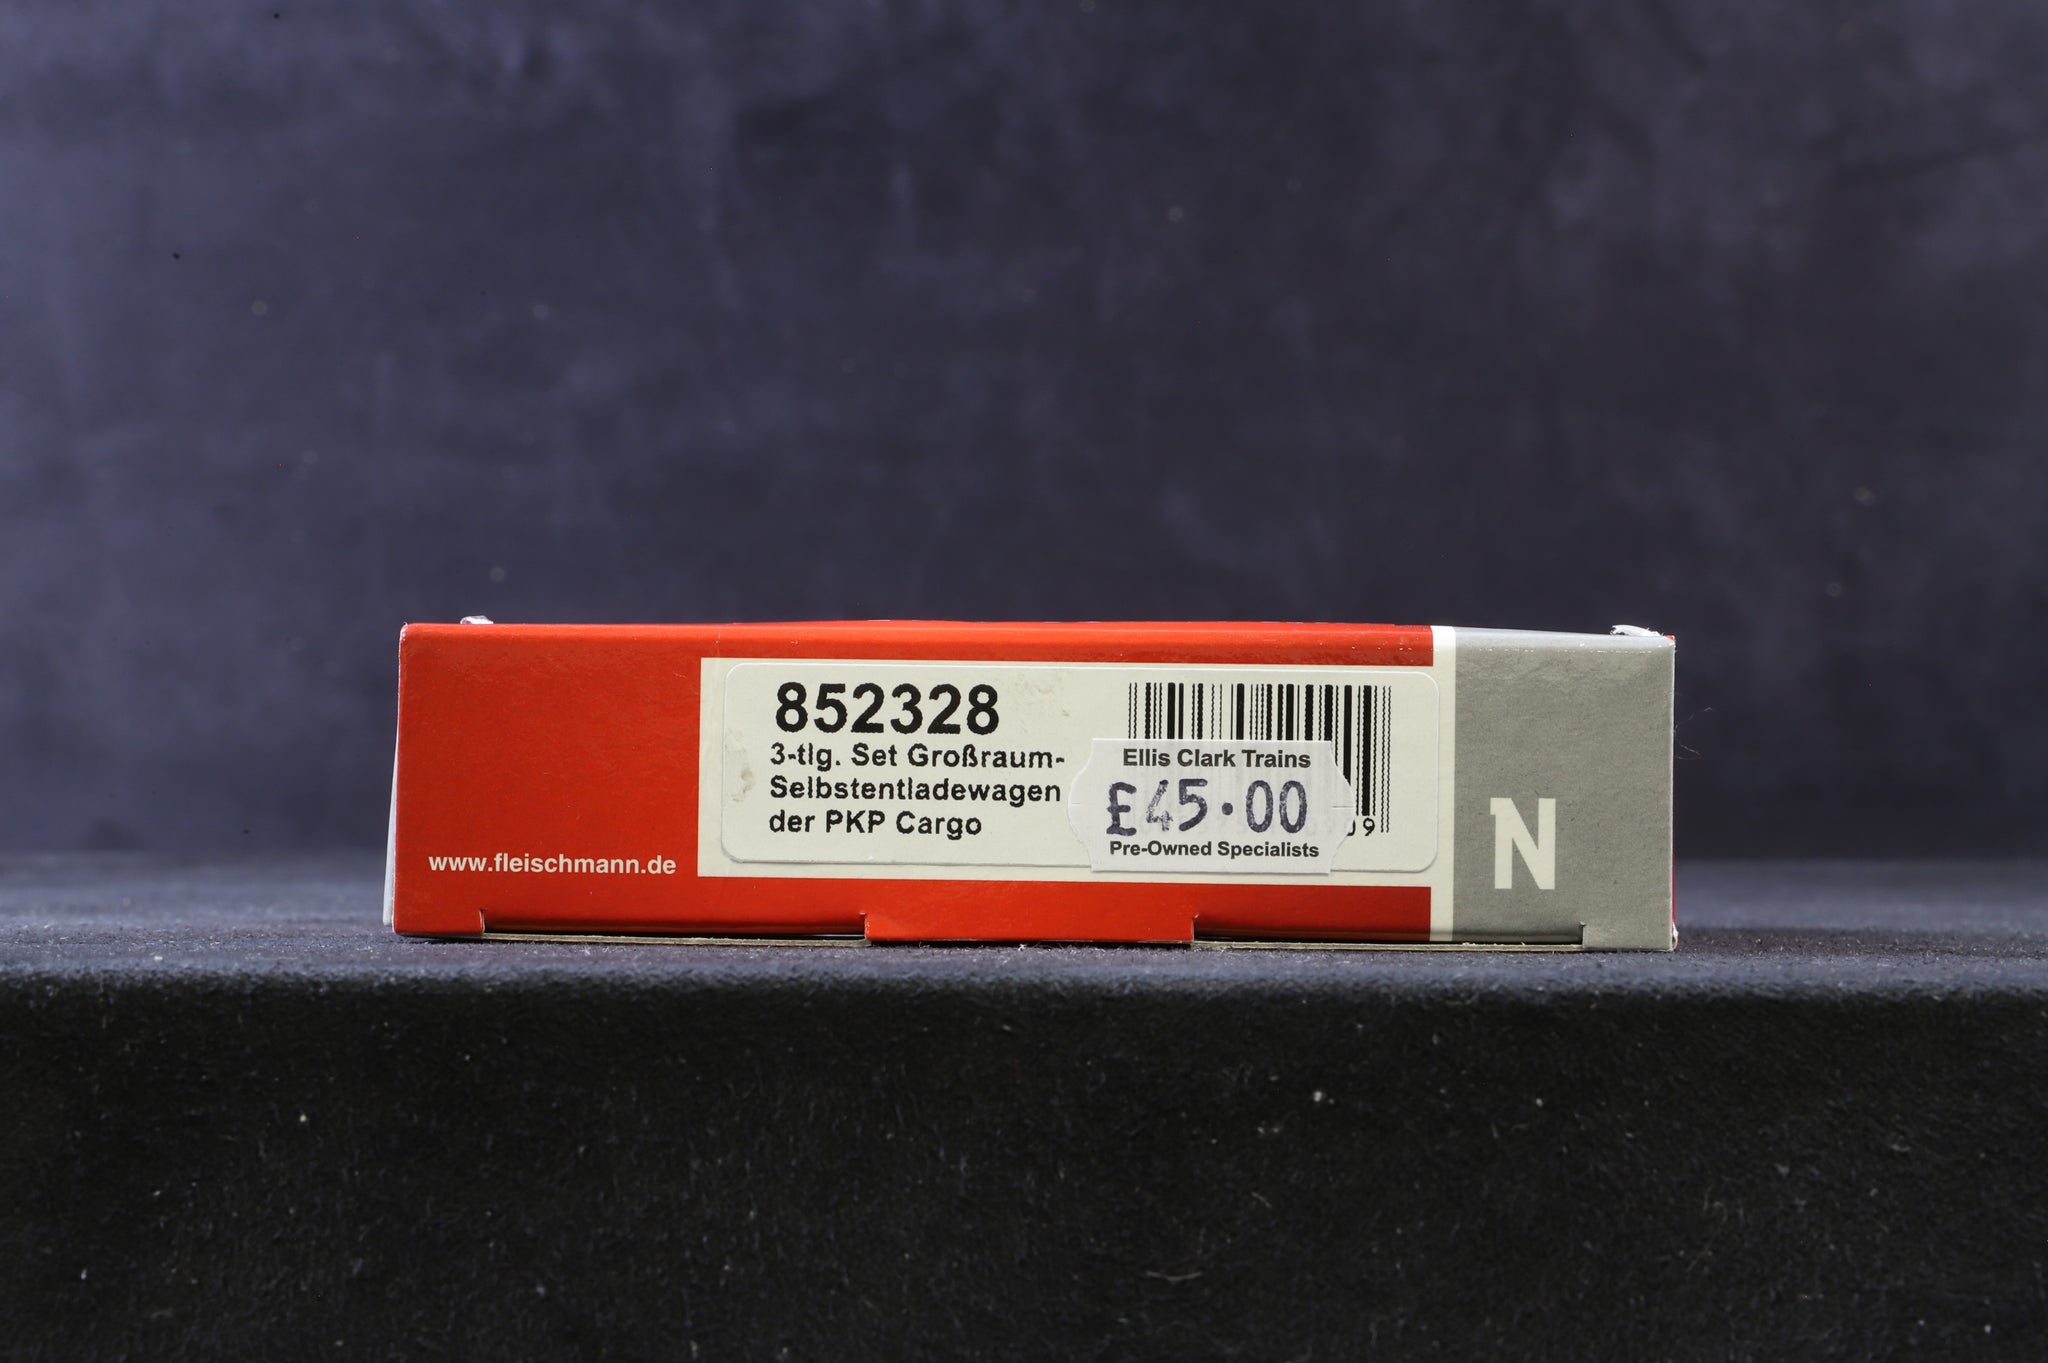 852328
3-tlg. Set Großraum-
Selbstentladewagen
der PKP Cargo
Ellis Clark Trains
£45.00
Pre-Owned Specialists
www.fleischmann.de
N